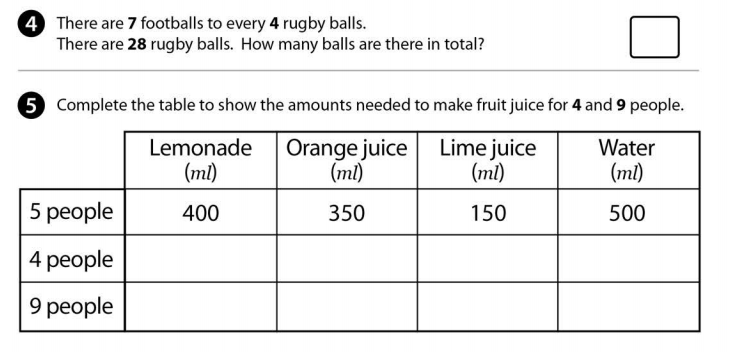 4 There are 7 footballs to every 4 rugby balls.
There are 28 rugby balls. How many balls are there in total?
5 Complete the table to show the amounts needed to make fruit juice for 4 and 9 people.
Lemonade (ml) Orange juice (ml) Lime juice (ml) Water (ml)
5 people 400 350 150 500
4 people
9 people